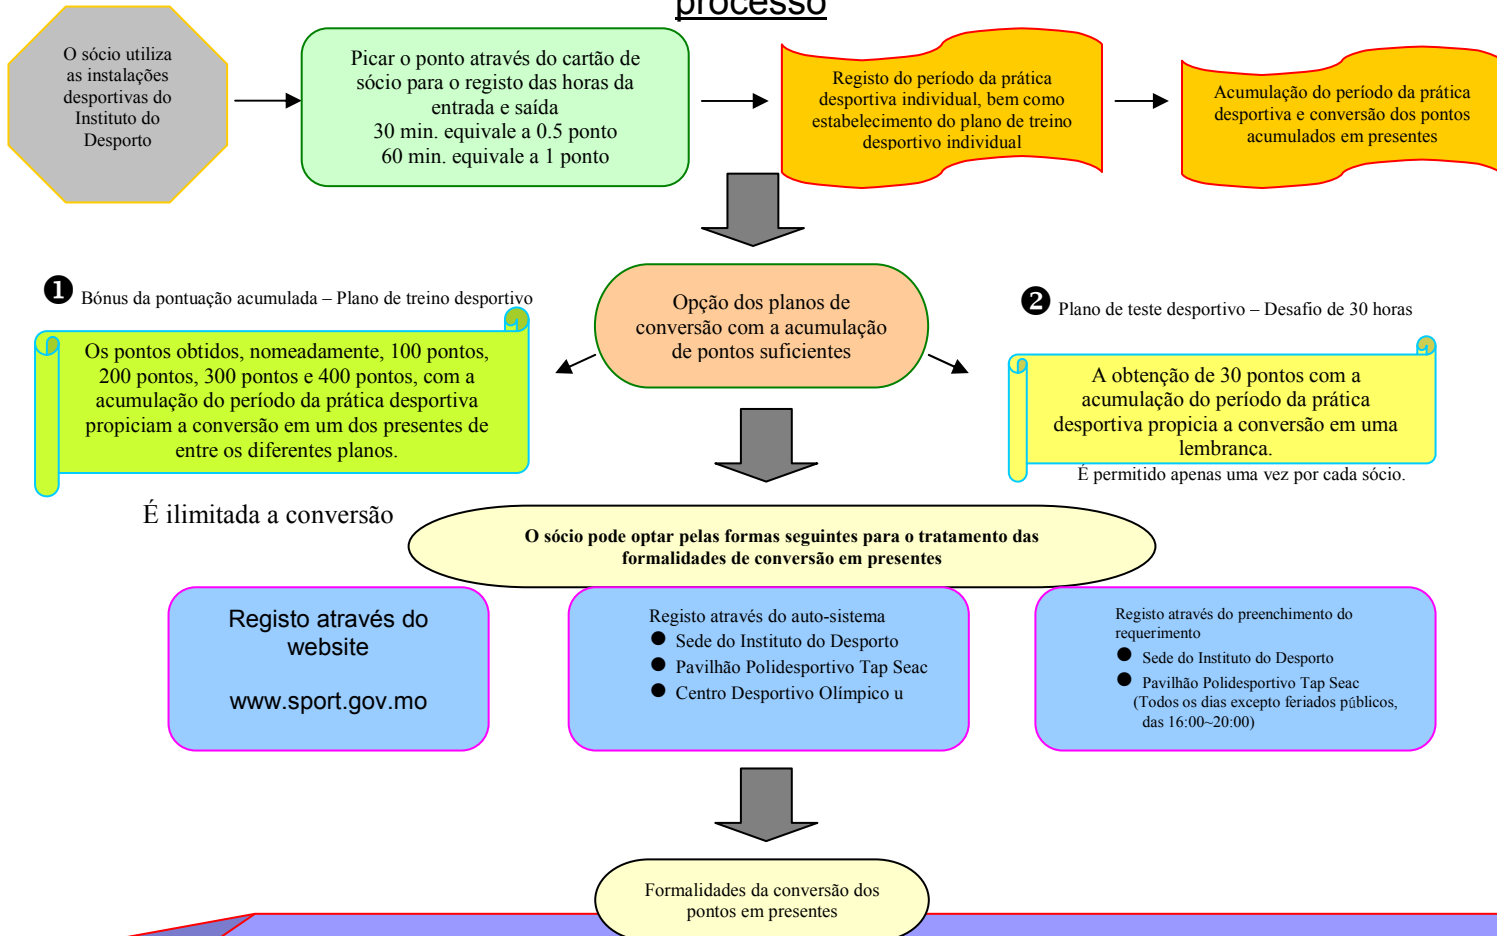 processo
O sócio utiliza
as instalações
desportivas do
Instituto do
Desporto
Picar o ponto através do cartão de
sócio para o registo das horas da
entrada e saída
30 min. equivale a 0.5 ponto
60 min. equivale a 1 ponto
Registo do período da prática
desportiva individual, bem como
estabelecimento do plano de treino
desportivo individual
Acumulação do período da prática
desportiva e conversão dos pontos
acumulados em presentes
❶ Bónus da pontuação acumulada – Plano de treino desportivo
Os pontos obtidos, nomeadamente, 100 pontos,
200 pontos, 300 pontos e 400 pontos, com a
acumulação do período da prática desportiva
propiciam a conversão em um dos presentes de
entre os diferentes planos.
É ilimitada a conversão
Opção dos planos de
conversão com a acumulação
de pontos suficientes
❷ Plano de teste desportivo – Desafio de 30 horas
A obtenção de 30 pontos com a
acumulação do período da prática
desportiva propicia a conversão em uma
lembranca.
É permitido apenas uma vez por cada sócio.
O sócio pode optar pelas formas seguintes para o tratamento das
formalidades de conversão em presentes
Registo através do
website
www.sport.gov.mo
Registo através do auto-sistema
● Sede do Instituto do Desporto
● Pavilhão Polidesportivo Tap Seac
● Centro Desportivo Olímpico u
Registo através do preenchimento do
requerimento
● Sede do Instituto do Desporto
● Pavilhão Polidesportivo Tap Seac
(Todos os dias excepto feriados públicos,
das 16:00~20:00)
Formalidades da conversão dos
pontos em presentes